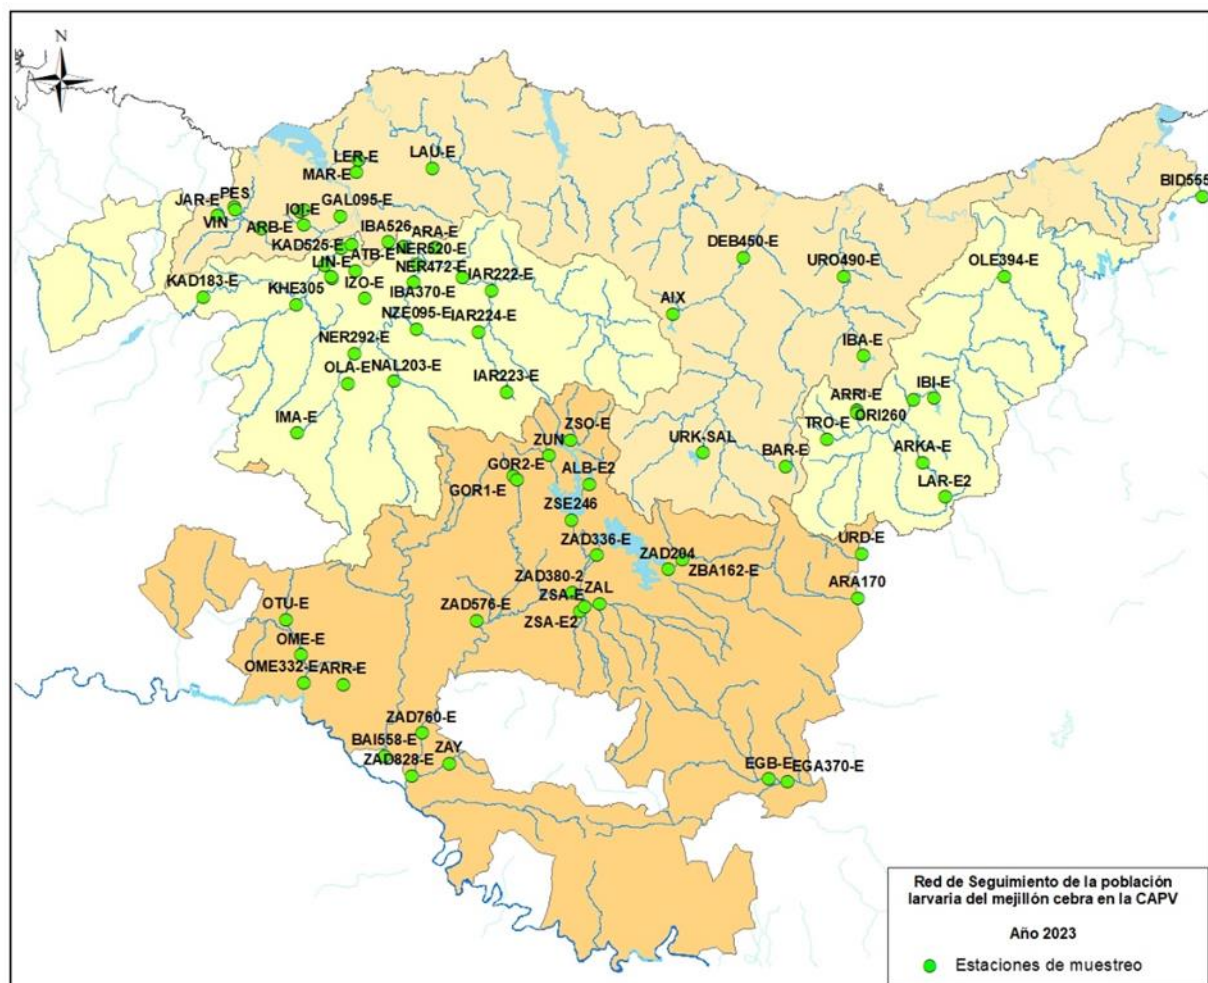 N
LER-E
LAU-E
MAR-E
JAR-E
PES
VIN
ARB-E
JOI-E
GAL095-E
BID555
IBA526
ARA-E
KAD525-E
NER520-E
ATB-E
LIN-E
NER472-E
IAR222-E
DEB450-E
URO490-E
OLE394-E
KAD183-E
KHE305
IZO-E
IBA370-E
AIX
NZE095-E
IAR224-E
NER292-E
IBA-E
OLA-E
NAL203-E
IAR223-E
ARRI-E
IBI-E
ORI260
IMA-E
ZSO-E
ZUN
URK-SAL
TRO-E
GOR2-E
ALB-E2
BAR-E
ARKA-E
GOR1-E
LAR-E2
ZSE246
ZAD336-E
ZAD204
ZBA162-E
URD-E
ZAD380-2
ZSA-E
ZAL
ARA170
OTU-E
ZAD576-E
ZSA-E2
OME-E
OME332-E
ARR-E
ZAD760-E
BAI558-E
ZAY
ZAD828-E
EGB-E
EGA370-E
Red de Seguimiento de la población
larvaria del mejillón cebra en la CAPV
Año 2023
Estaciones de muestreo